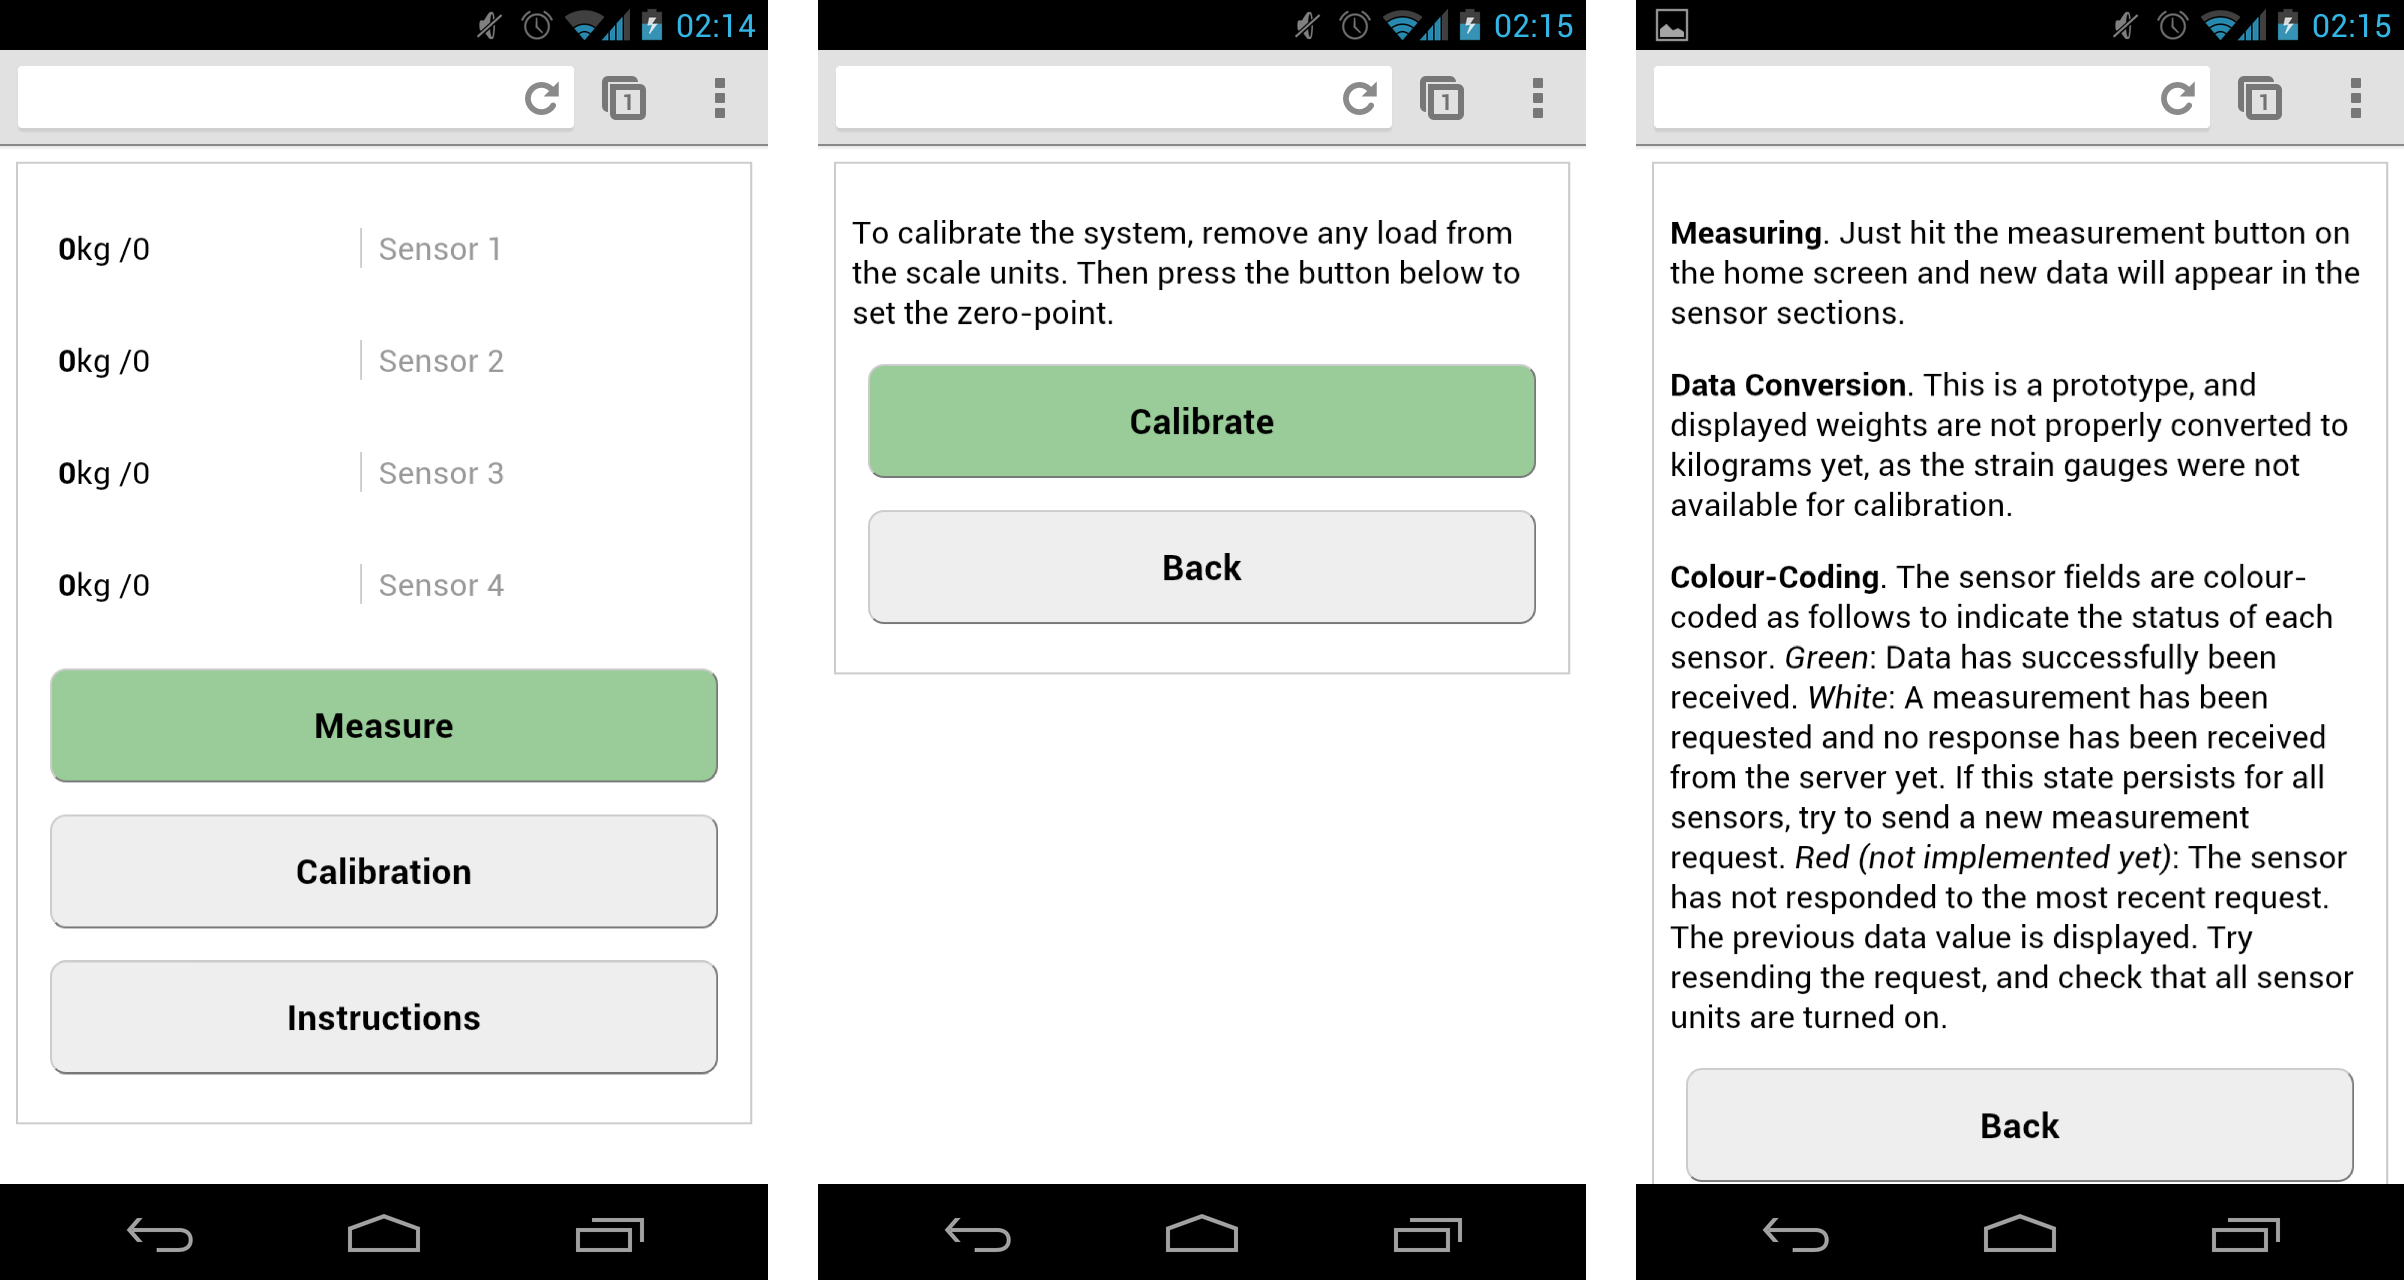 02:14
1
0kg /0 Sensor 1
0kg /0 Sensor 2
0kg /0 Sensor 3
0kg /0 Sensor 4
Measure
Calibration
Instructions
02:15
1
To calibrate the system, remove any load from
the scale units. Then press the button below to
set the zero-point.
Calibrate
Back
02:15
1
Measuring. Just hit the measurement button on
the home screen and new data will appear in the
sensor sections.
Data Conversion. This is a prototype, and
displayed weights are not properly converted to
kilograms yet, as the strain gauges were not
available for calibration.
Colour-Coding. The sensor fields are colour-
coded as follows to indicate the status of each
sensor. Green: Data has successfully been
received. White: A measurement has been
requested and no response has been received
from the server yet. If this state persists for all
sensors, try to send a new measurement
request. Red (not implemented yet): The sensor
has not responded to the most recent request.
The previous data value is displayed. Try
resending the request, and check that all sensor
units are turned on.
Back